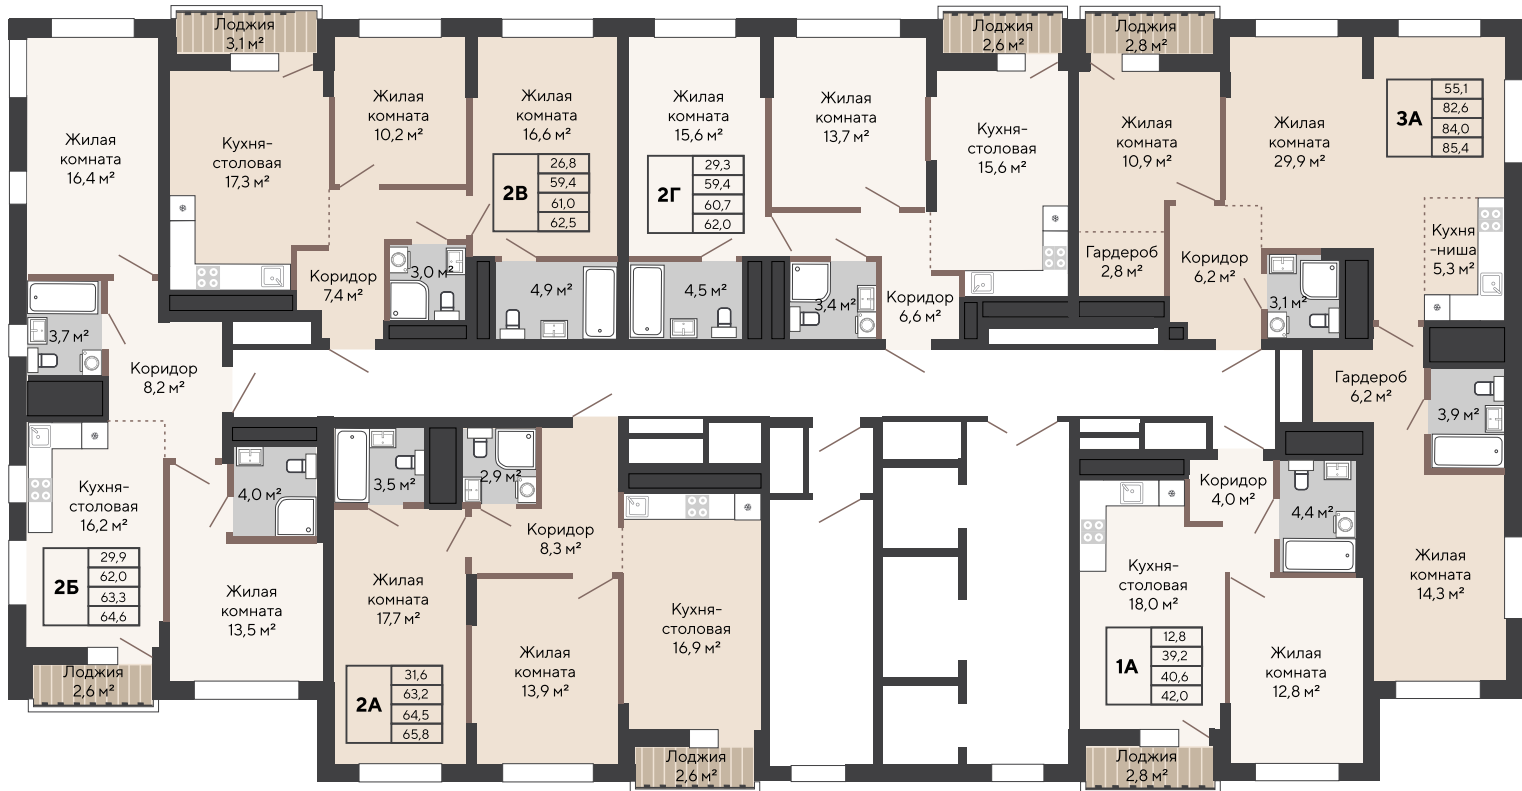 Лоджия
3,1 м²
Лоджия
2,6 м²
Лоджия
2,8 м²
Жилая
комната
16,4 м²
Кухня-
столовая
17,3 м²
Жилая
комната
10,2 м²
Жилая
комната
16,6 м²
2В
26,8
59,4
61,0
62,5
Жилая
комната
15,6 м²
2Г
29,3
59,4
60,7
62,0
Жилая
комната
13,7 м²
Кухня-
столовая
15,6 м²
Жилая
комната
10,9 м²
Жилая
комната
29,9 м²
3А
55,1
82,6
84,0
85,4
Кухня
-ниша
5,3 м²
Гардероб
2,8 м²
Коридор
6,2 м²
3,1 м²
Коридор
7,4 м²
3,0 м²
4,9 м²
4,5 м²
3,4 м²
Коридор
6,6 м²
3,7 м²
Коридор
8,2 м²
Гардероб
6,2 м²
3,9 м²
Кухня-
столовая
16,2 м²
2Б
29,9
62,0
63,3
64,6
4,0 м²
Жилая
комната
13,5 м²
Лоджия
2,6 м²
3,5 м²
2,9 м²
Коридор
8,3 м²
Жилая
комната
17,7 м²
2А
31,6
63,2
64,5
65,8
Жилая
комната
13,9 м²
Кухня-
столовая
16,9 м²
Лоджия
2,6 м²
Коридор
4,0 м²
4,4 м²
Кухня-
столовая
18,0 м²
1А
12,8
39,2
40,6
42,0
Жилая
комната
12,8 м²
Жилая
комната
14,3 м²
Лоджия
2,8 м²